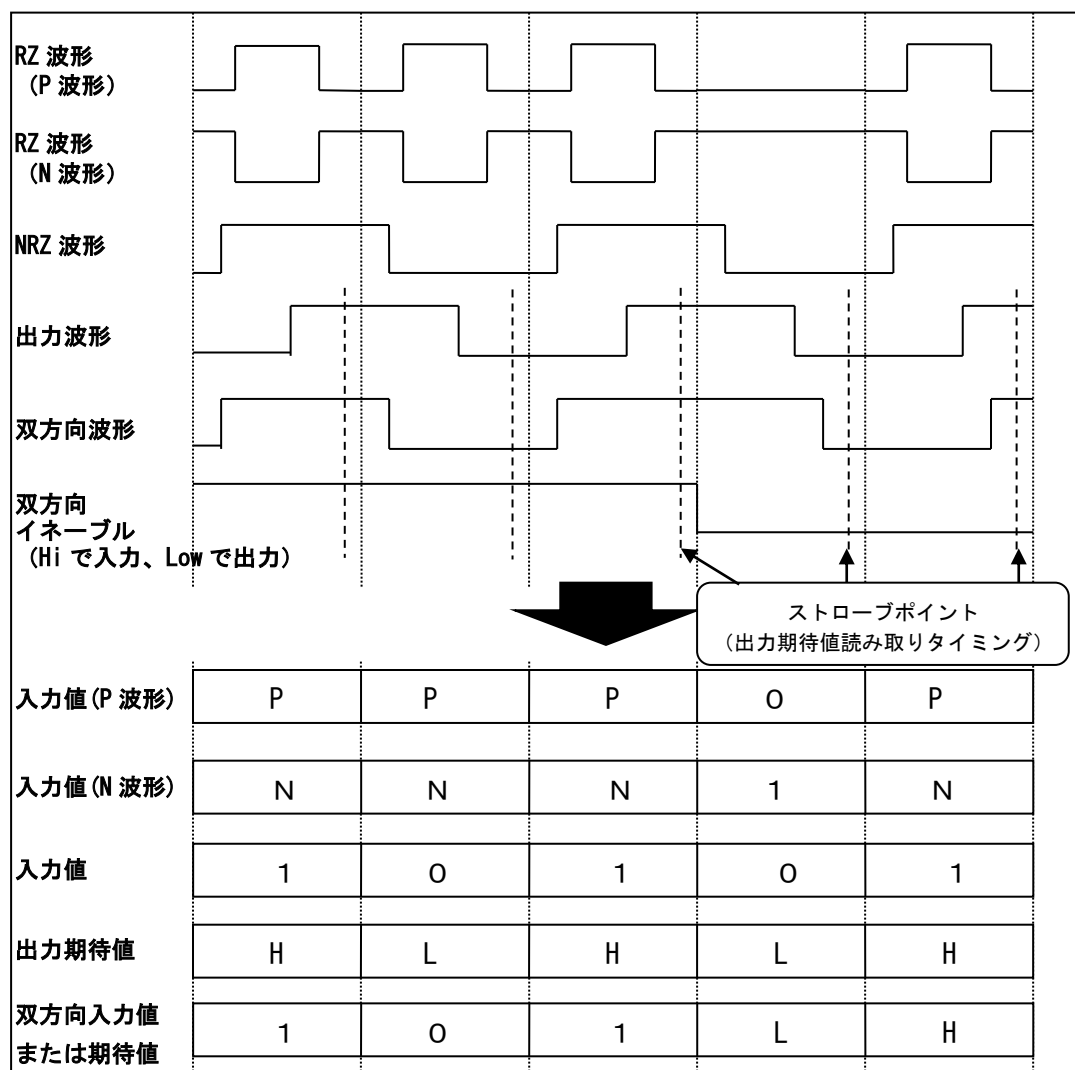 RZ 波形
（P 波形）
RZ 波形
（N 波形）
NRZ 波形
出力波形
双方向波形
双方向
イネーブル
（Hi で入力、Low で出力）
ストローブポイント
（出力期待値読み取りタイミング）
入力値(P 波形) P P P 0 P
入力値(N 波形) N N N 1 N
入力値 1 0 1 0 1
出力期待値 H L H L H
双方向入力値
または期待値 1 0 1 L H